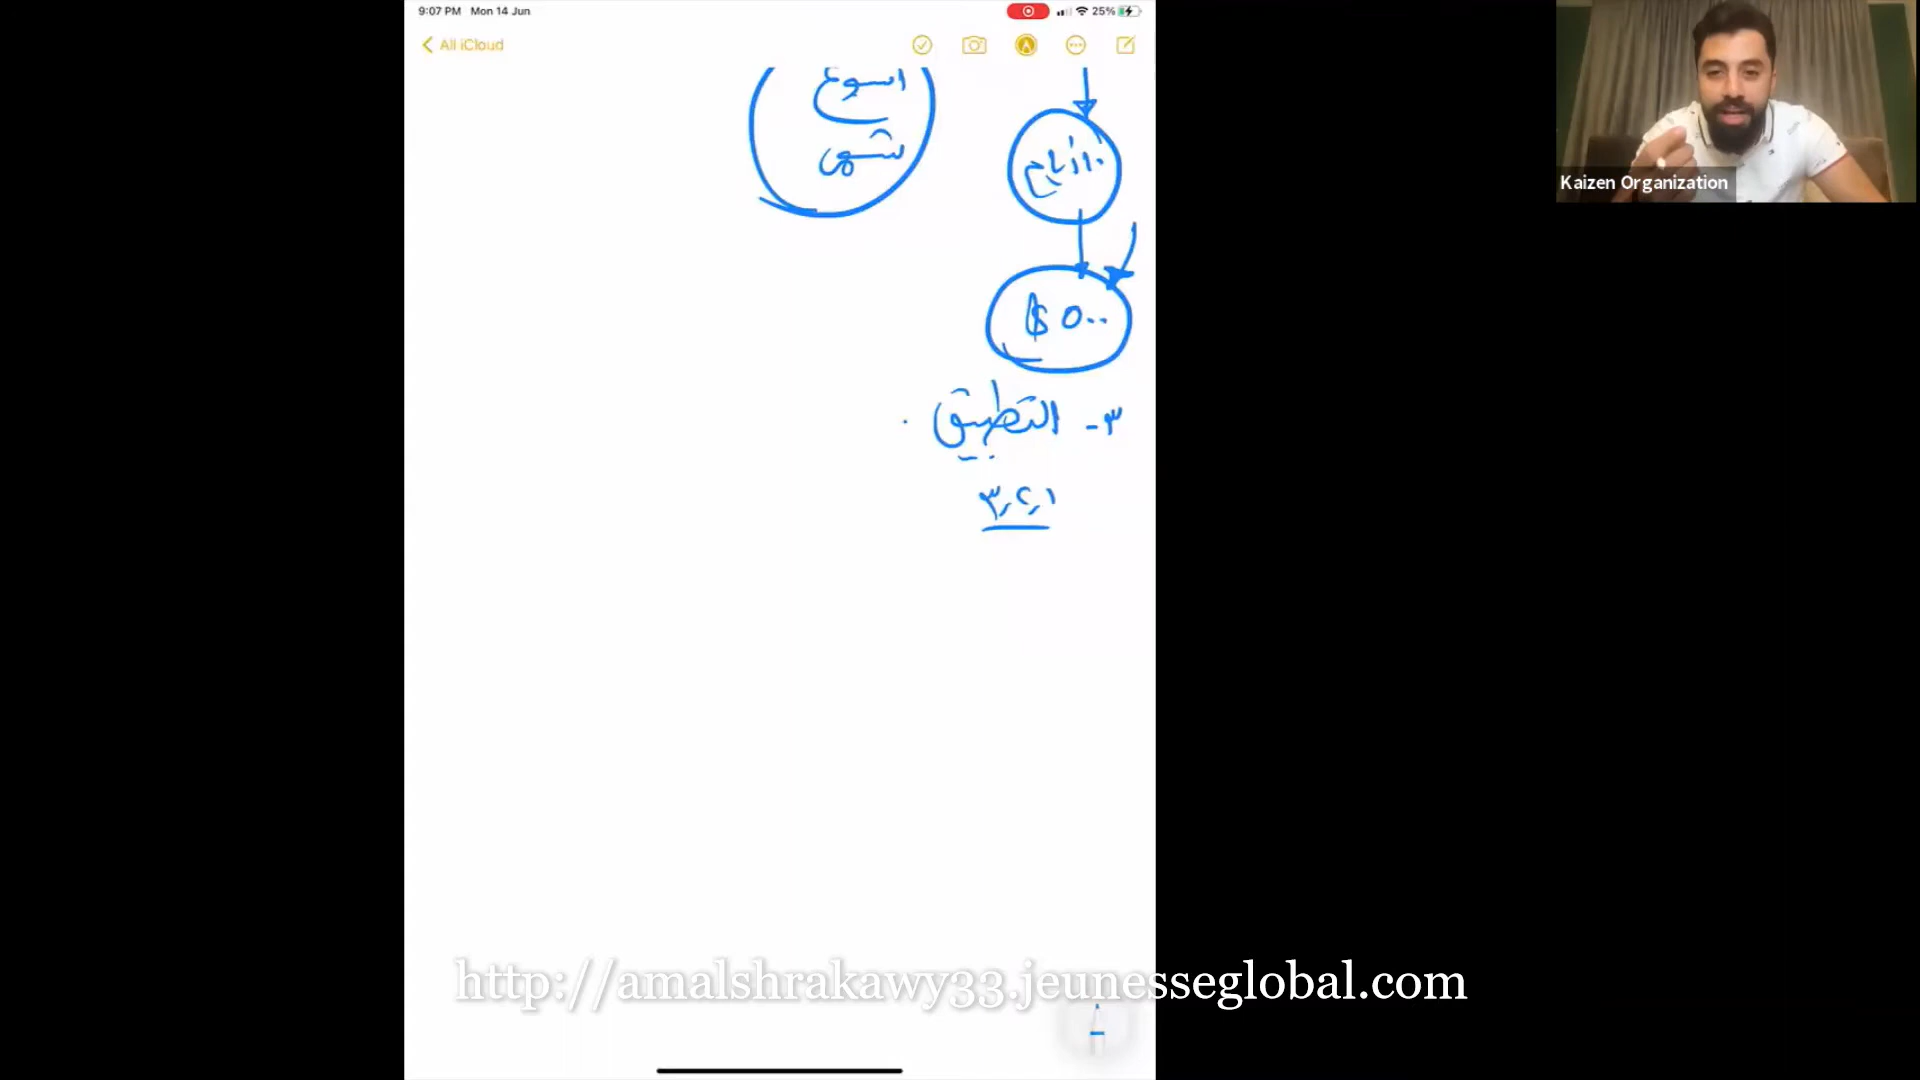 9:07 PM Mon 14 Jun
25%
All iCloud
اسبوع
شهر
ارباح
$ ٥٠٠
٣- التطبيق
١,٢,٣
Kaizen Organization
http://amalshrakawy33.jeunesseglobal.com